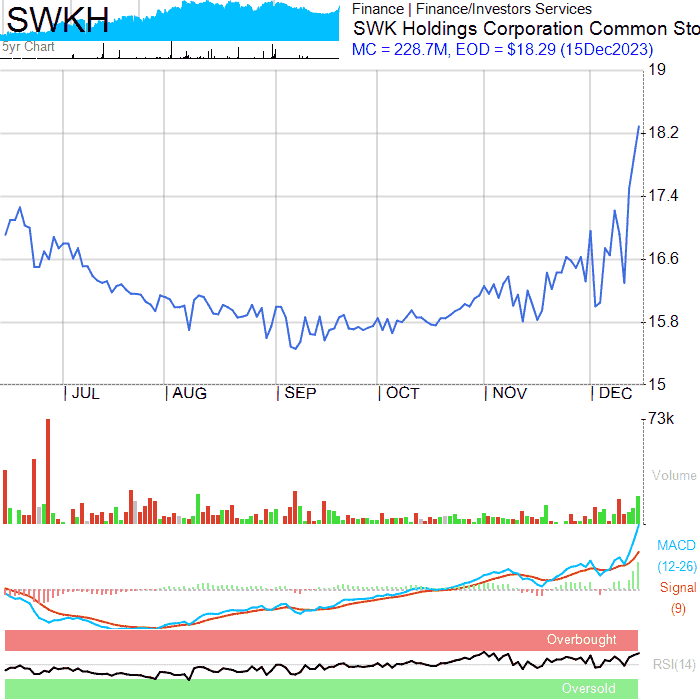 SWKH
5yr Chart
Finance | Finance/Investors Services
SWK Holdings Corporation Common Sto
MC = 228.7M, EOD = $18.29 (15Dec2023)
19
18.2
17.4
16.6
15.8
15
| JUL | AUG | SEP | OCT | NOV | DEC
73k
Volume
MACD
(12-26)
Signal
(9)
Overbought
RSI(14)
Oversold